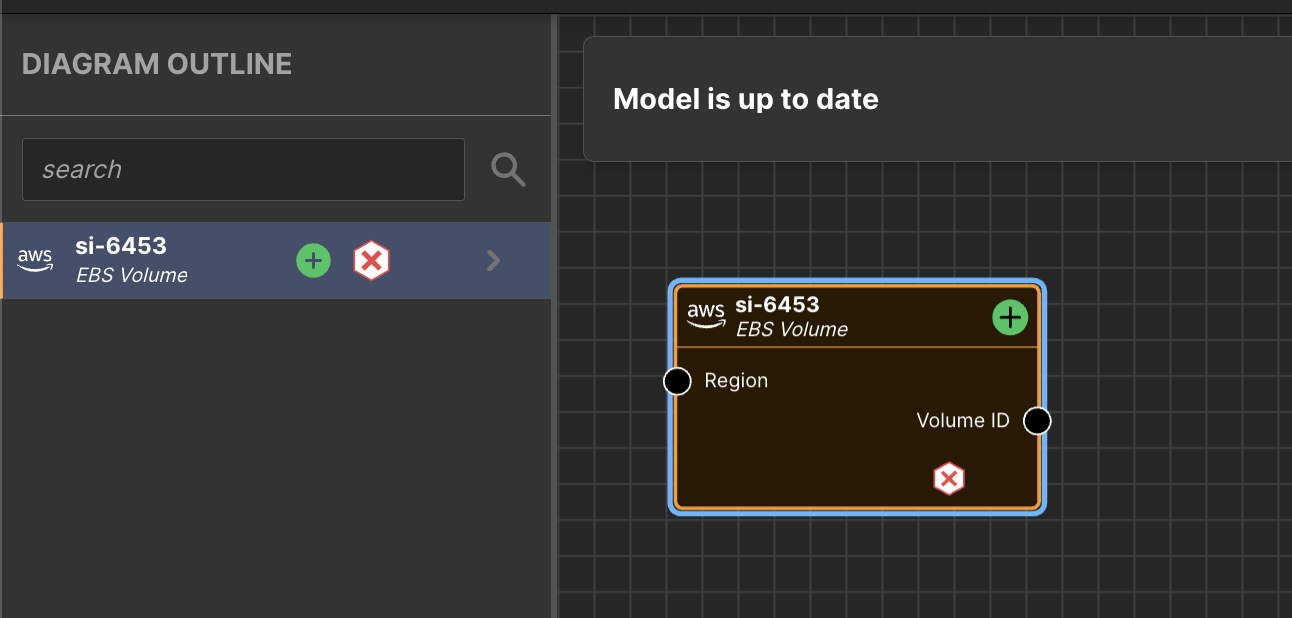 DIAGRAM OUTLINE
Model is up to date
search
aws
si-6453
EBS Volume
aws
si-6453
EBS Volume
Region
Volume ID